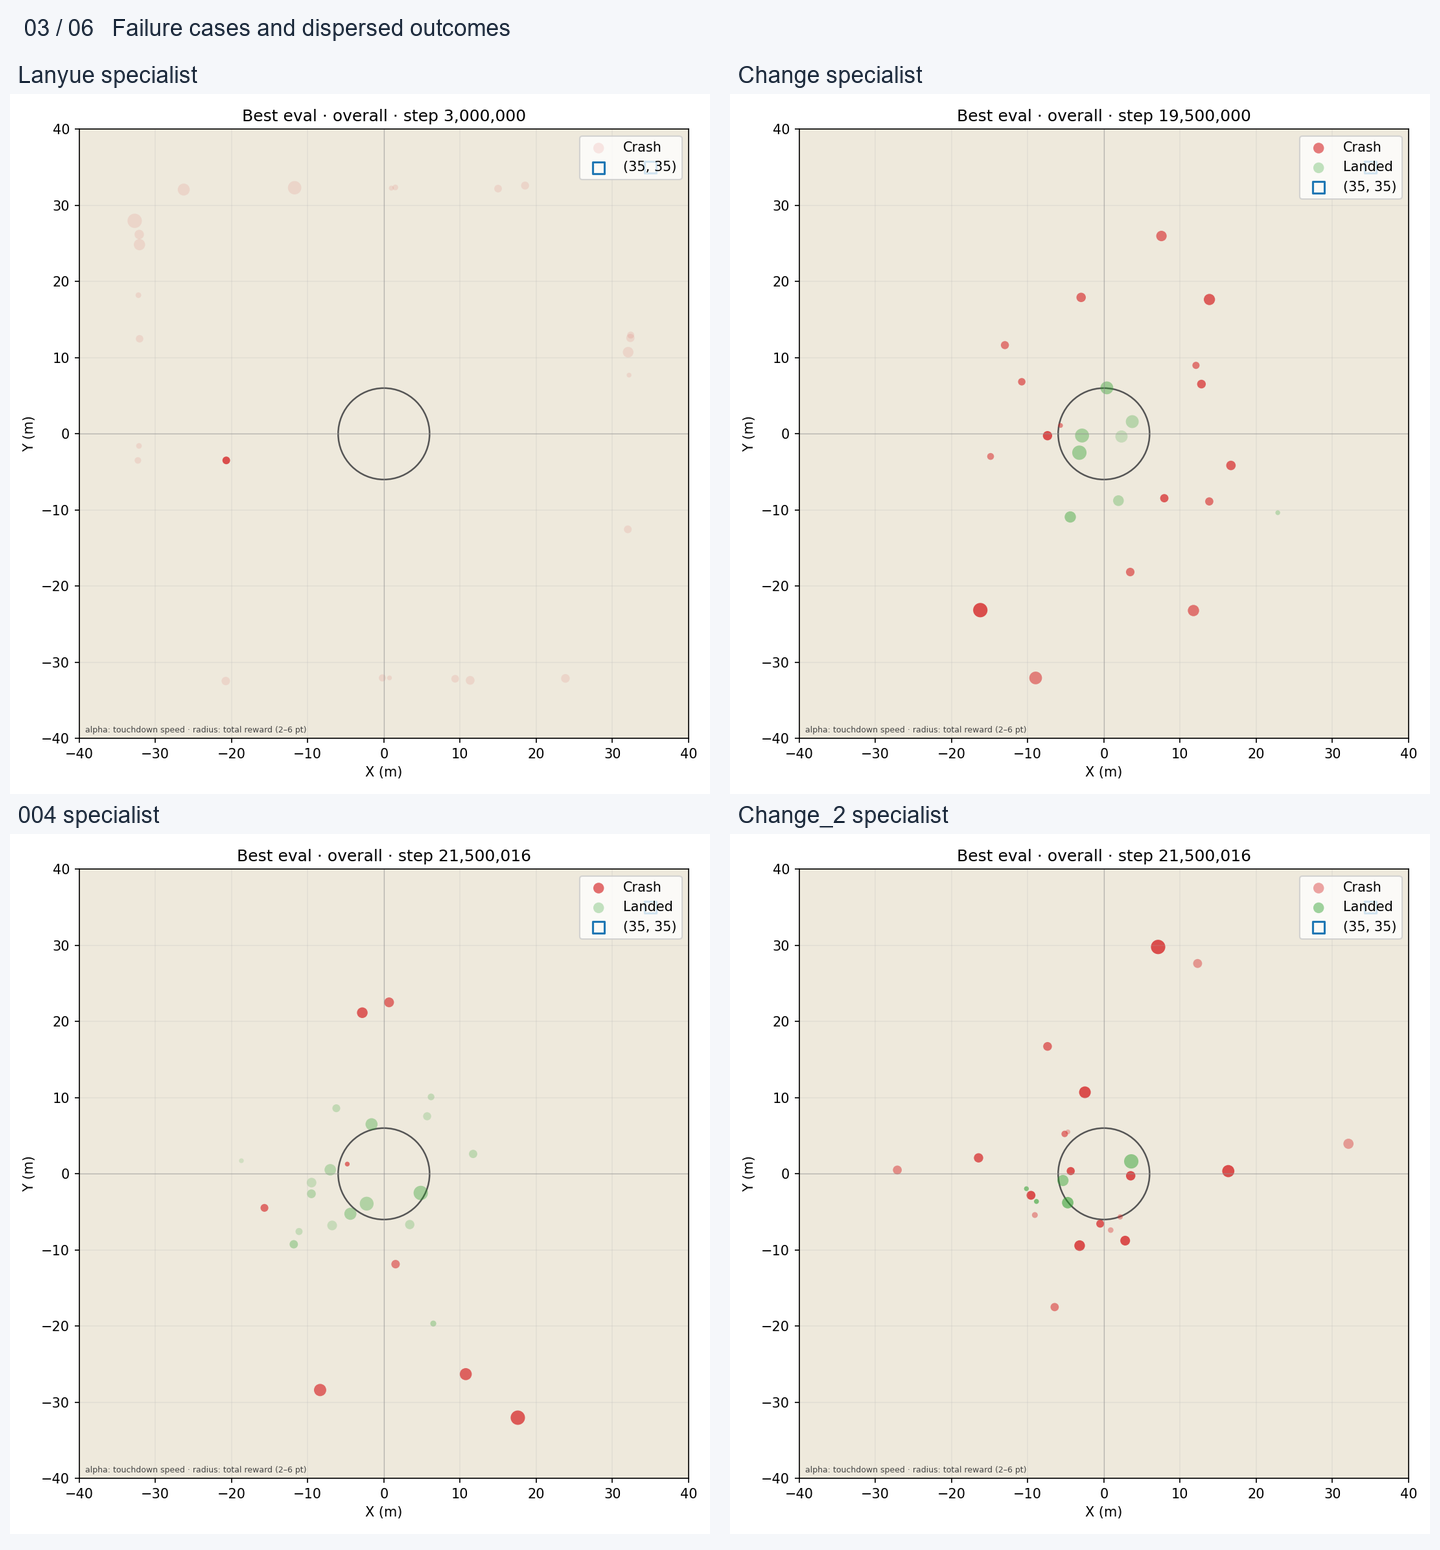 03 / 06 Failure cases and dispersed outcomes
Lanyue specialist
Best eval · overall · step 3,000,000
Crash
(35, 35)
40
30
20
10
0
−10
−20
−30
−40
Y (m)
alpha: touchdown speed · radius: total reward (2–6 pt)
−40 −30 −20 −10 0 10 20 30 40
X (m)
Change specialist
Best eval · overall · step 19,500,000
Crash
Landed
(35, 35)
40
30
20
10
0
−10
−20
−30
−40
Y (m)
alpha: touchdown speed · radius: total reward (2–6 pt)
−40 −30 −20 −10 0 10 20 30 40
X (m)
004 specialist
Best eval · overall · step 21,500,016
Crash
Landed
(35, 35)
40
30
20
10
0
−10
−20
−30
−40
Y (m)
alpha: touchdown speed · radius: total reward (2–6 pt)
−40 −30 −20 −10 0 10 20 30 40
X (m)
Change_2 specialist
Best eval · overall · step 21,500,016
Crash
Landed
(35, 35)
40
30
20
10
0
−10
−20
−30
−40
Y (m)
alpha: touchdown speed · radius: total reward (2–6 pt)
−40 −30 −20 −10 0 10 20 30 40
X (m)